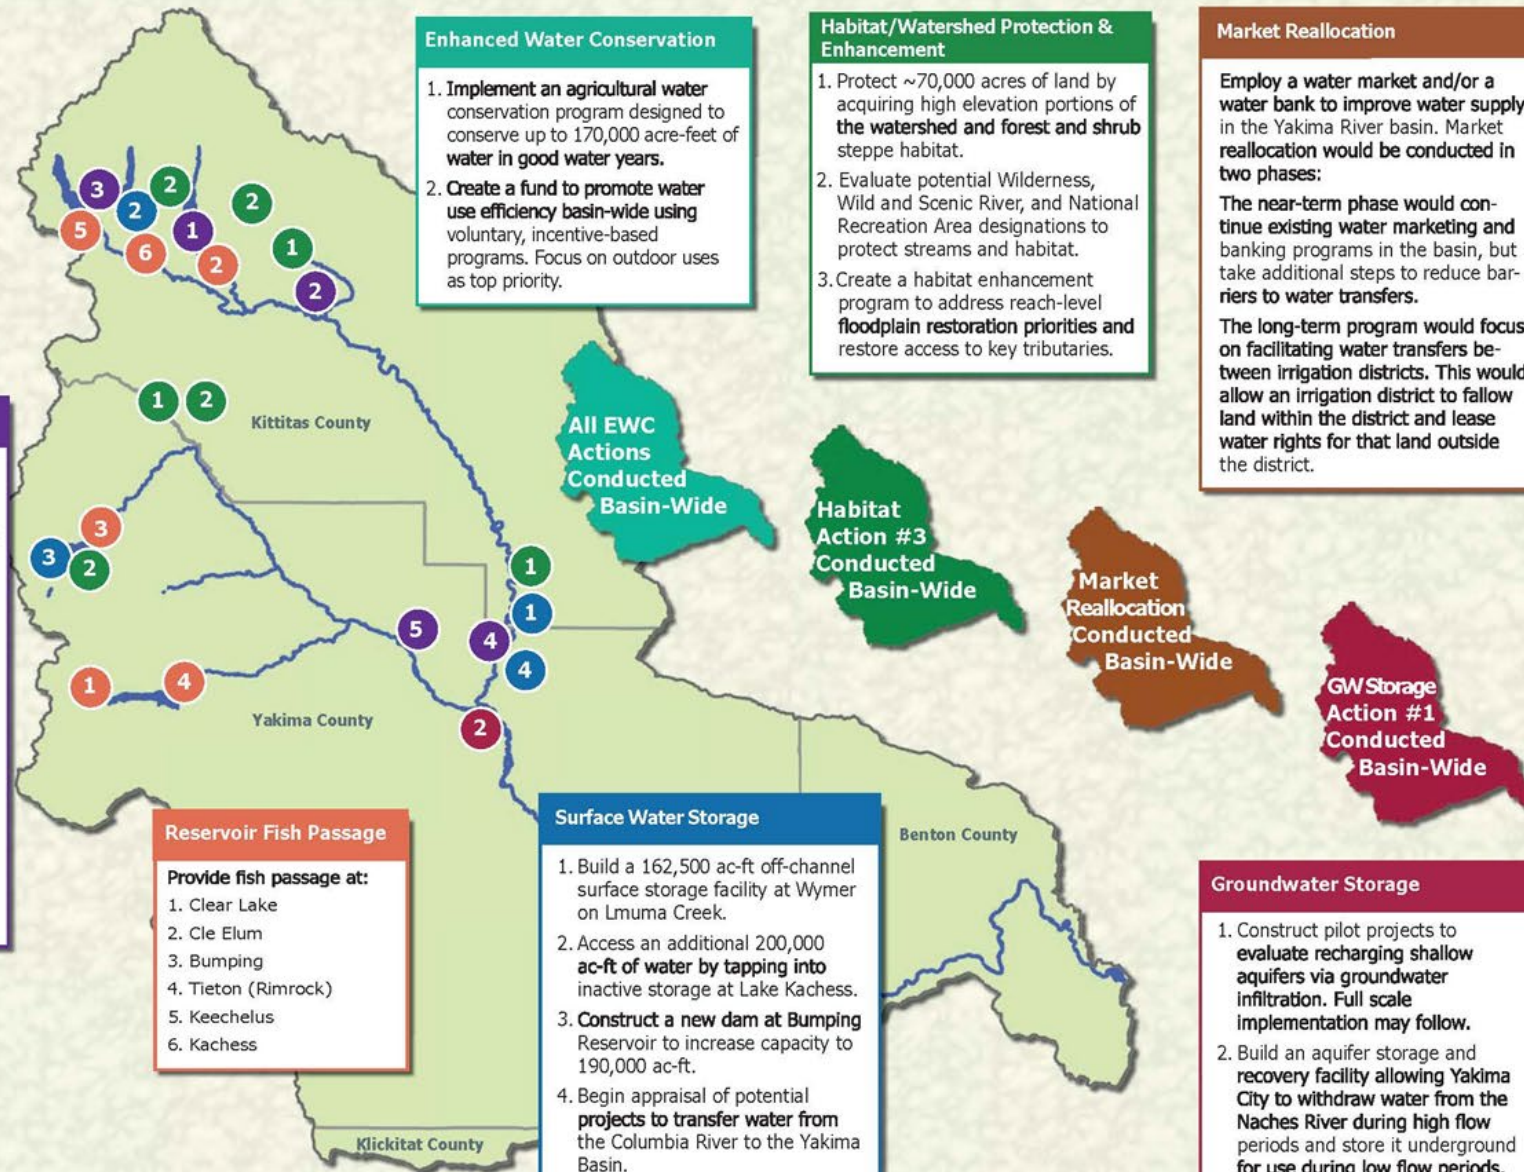 Enhanced Water Conservation
1. Implement an agricultural water
conservation program designed to
conserve up to 170,000 acre-feet of
water in good water years.
2. Create a fund to promote water
use efficiency basin-wide using
voluntary, incentive-based
programs. Focus on outdoor uses
as top priority.
Habitat/Watershed Protection &
Enhancement
1. Protect ~70,000 acres of land by
acquiring high elevation portions of
the watershed and forest and shrub
steppe habitat.
2. Evaluate potential Wilderness,
Wild and Scenic River, and National
Recreation Area designations to
protect streams and habitat.
3. Create a habitat enhancement
program to address reach-level
floodplain restoration priorities and
restore access to key tributaries.
Market Reallocation
Employ a water market and/or a
water bank to improve water supply
in the Yakima River basin. Market
reallocation would be conducted in
two phases:
The near-term phase would con-
tinue existing water marketing and
banking programs in the basin, but
take additional steps to reduce bar-
riers to water transfers.
The long-term program would focus
on facilitating water transfers be-
tween irrigation districts. This would
allow an irrigation district to fallow
land within the district and lease
water rights for that land outside
the district.
3
2
2
2
5
1
1
6
2
2
1
2
Kittitas County
All EWC
Actions
Conducted
Basin-Wide
Habitat
Action #3
Conducted
Basin-Wide
Market
Reallocation
Conducted
Basin-Wide
GW Storage
Action #1
Conducted
Basin-Wide
3
3
2
1
1
5
4
4
1
4
2
Yakima County
Benton County
Klickitat County
Reservoir Fish Passage
Provide fish passage at:
1. Clear Lake
2. Cle Elum
3. Bumping
4. Tieton (Rimrock)
5. Keechelus
6. Kachess
Surface Water Storage
1. Build a 162,500 ac-ft off-channel
surface storage facility at Wymer
on Lmuma Creek.
2. Access an additional 200,000
ac-ft of water by tapping into
inactive storage at Lake Kachess.
3. Construct a new dam at Bumping
Reservoir to increase capacity to
190,000 ac-ft.
4. Begin appraisal of potential
projects to transfer water from
the Columbia River to the Yakima
Basin.
Groundwater Storage
1. Construct pilot projects to
evaluate recharging shallow
aquifers via groundwater
infiltration. Full scale
implementation may follow.
2. Build an aquifer storage and
recovery facility allowing Yakima
City to withdraw water from the
Naches River during high flow
periods and store it underground
for use during low flow periods.